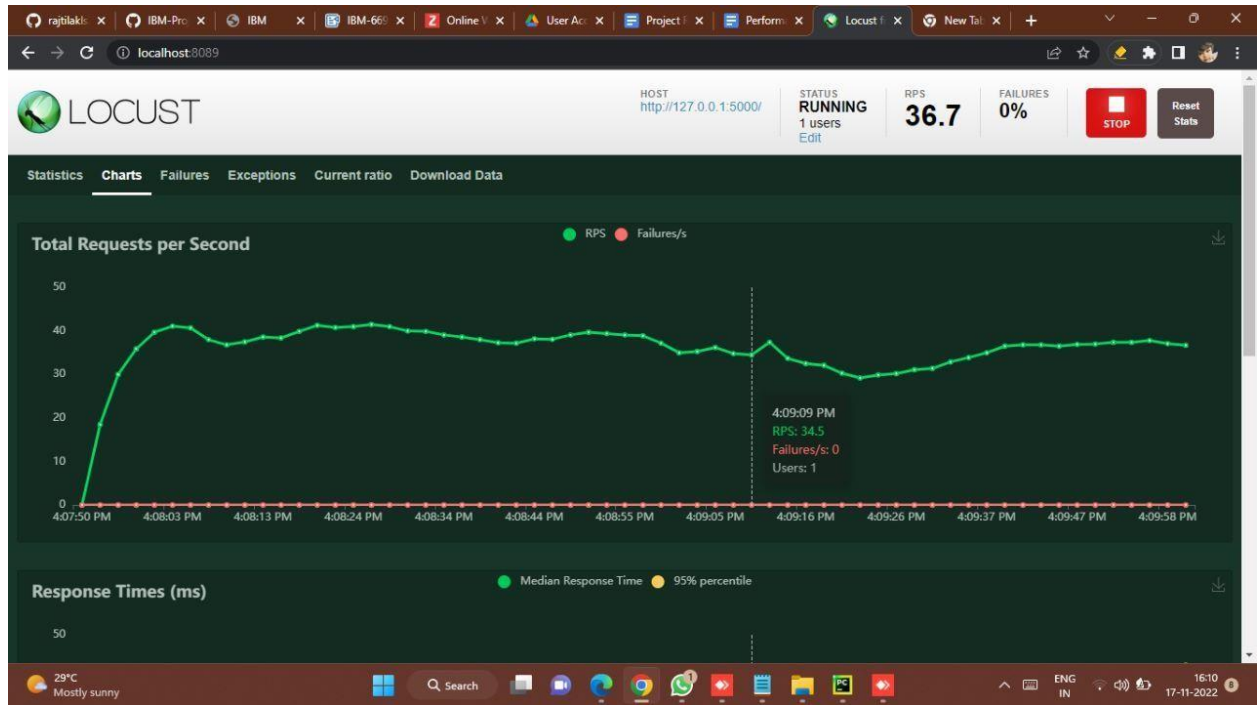 rajtilakls
IBM-Pro
IBM
IBM-669
Online V
User Acc
Project F
Perform
Locust f
New Tab
localhost:8089
LOCUST
HOST
http://127.0.0.1:5000/
STATUS
RUNNING
1 users
Edit
RPS
36.7
FAILURES
0%
STOP
Reset
Stats
Statistics Charts Failures Exceptions Current ratio Download Data
Total Requests per Second
RPS Failures/s
50
40
30
20
10
0
4:09:09 PM
RPS: 34.5
Failures/s: 0
Users: 1
4:07:50 PM 4:08:03 PM 4:08:13 PM 4:08:24 PM 4:08:34 PM 4:08:44 PM 4:08:55 PM 4:09:05 PM 4:09:16 PM 4:09:26 PM 4:09:37 PM 4:09:47 PM 4:09:58 PM
Response Times (ms)
Median Response Time 95% percentile
50
29°C
Mostly sunny
Search
ENG
IN
16:10
17-11-2022
8